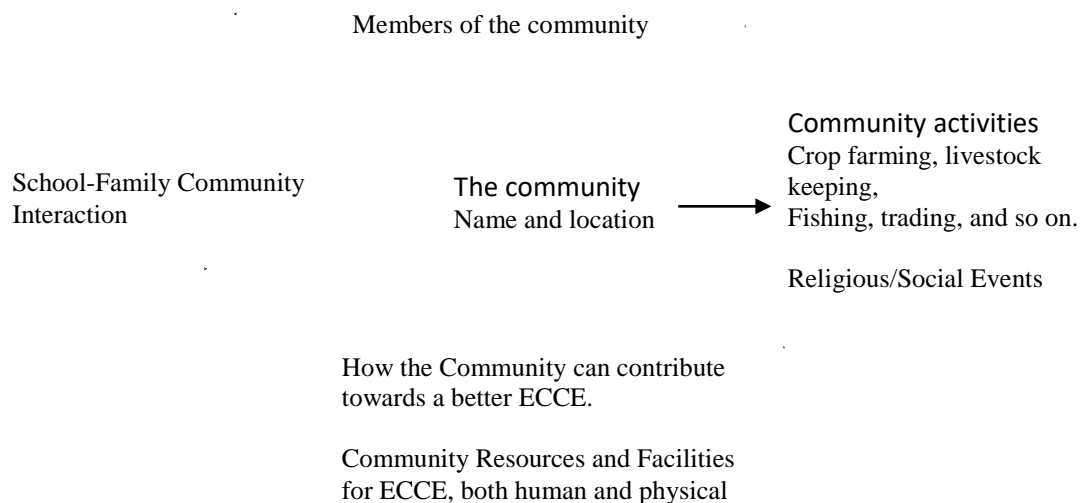 Members of the community
Community activities
Crop farming, livestock
keeping,
Fishing, trading, and so on.
Religious/Social Events
School-Family Community
Interaction
The community
Name and location
How the Community can contribute
towards a better ECCE.
Community Resources and Facilities
for ECCE, both human and physical